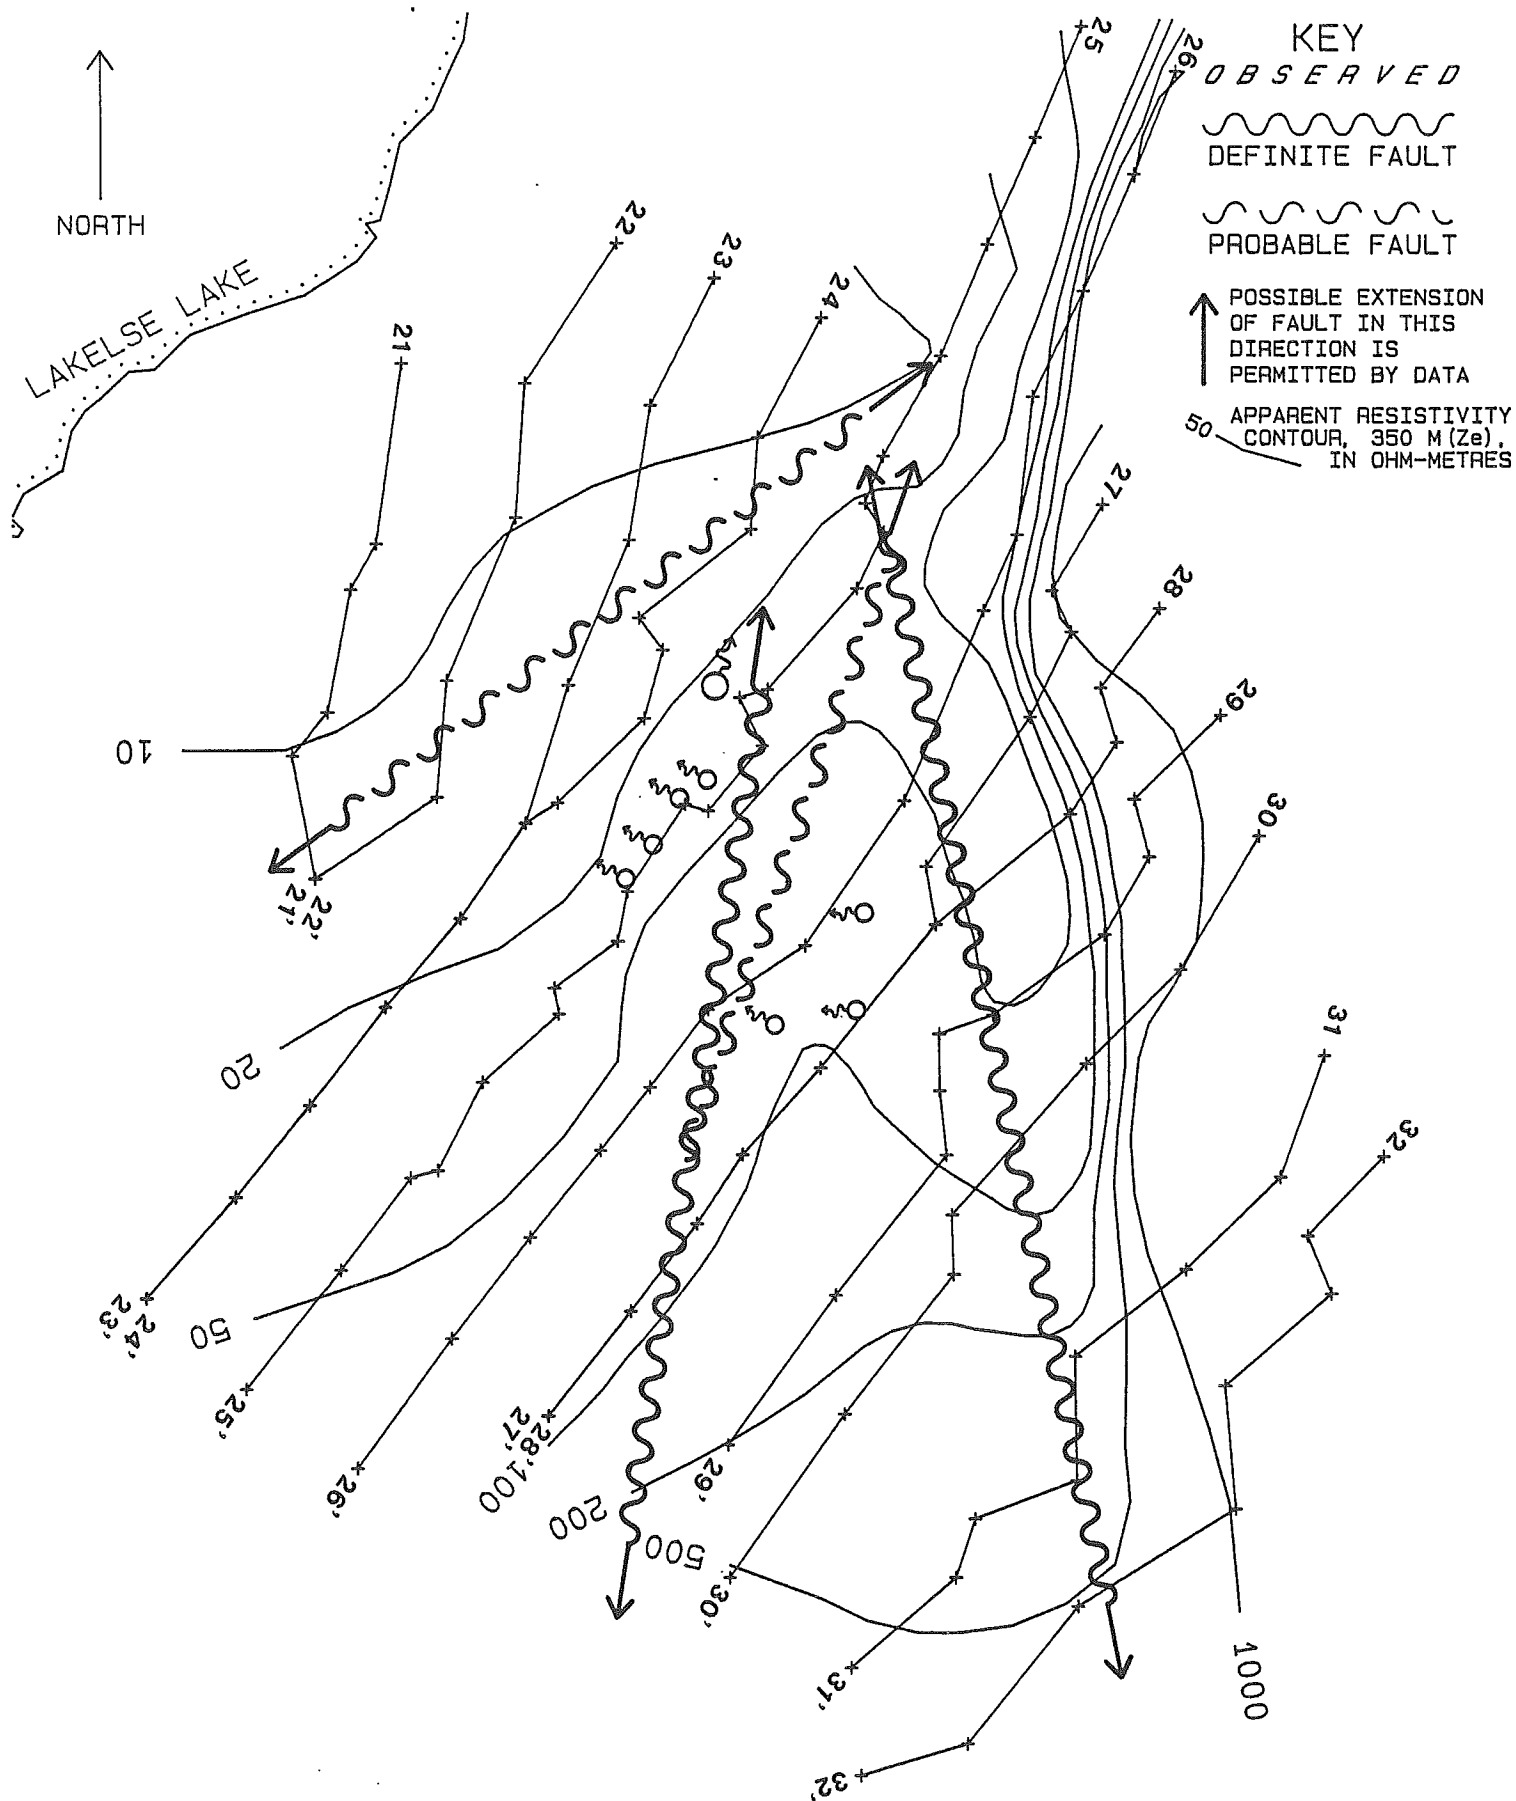 KEY
OBSERVED
DEFINITE FAULT
PROBABLE FAULT
POSSIBLE EXTENSION
OF FAULT IN THIS
DIRECTION IS
PERMITTED BY DATA
50 APPARENT RESISTIVITY
CONTOUR, 350 M (Ze),
IN OHM-METRES
NORTH
LAKELSE LAKE
21
22
23
24
25
26
27
28
29
30
31
32
10
20
50
100
200
500
1000
21'
22'
23'
24'
25'
26'
27'
28'
29'
30'
31'
32'